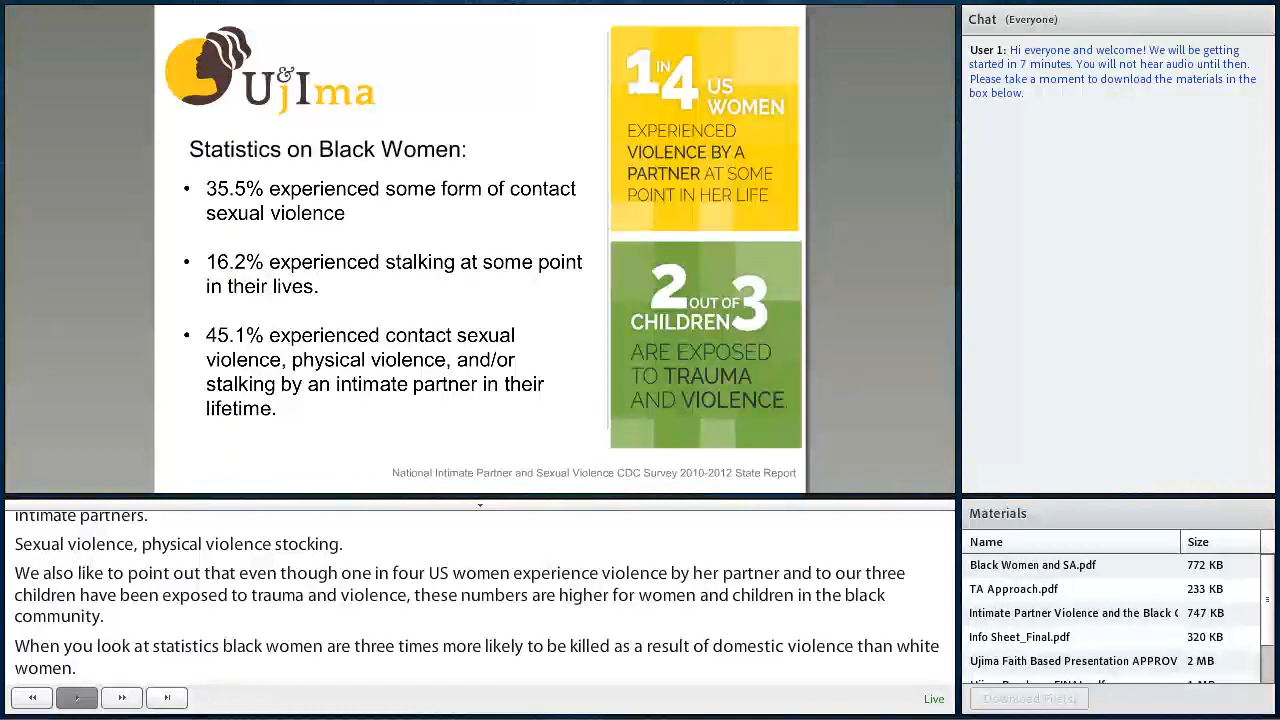 U&jIma
Statistics on Black Women:
• 35.5% experienced some form of contact
sexual violence
• 16.2% experienced stalking at some point
in their lives.
• 45.1% experienced contact sexual
violence, physical violence, and/or
stalking by an intimate partner in their
lifetime.
1 IN 4 US
WOMEN
EXPERIENCED
VIOLENCE BY A
PARTNER AT SOME
POINT IN HER LIFE
2 OUT OF 3
CHILDREN
ARE EXPOSED
TO TRAUMA
AND VIOLENCE.
National Intimate Partner and Sexual Violence CDC Survey 2010-2012 State Report
intimate partners.
Sexual violence, physical violence stocking.
We also like to point out that even though one in four US women experience violence by her partner and to our three
children have been exposed to trauma and violence, these numbers are higher for women and children in the black
community.
When you look at statistics black women are three times more likely to be killed as a result of domestic violence than white
women.
Live
Chat (Everyone)
User 1: Hi everyone and welcome! We will be getting
started in 7 minutes. You will not hear audio until then.
Please take a moment to download the materials in the
box below.
Materials
Name Size
Black Women and SA.pdf 772 KB
TA Approach.pdf 233 KB
Intimate Partner Violence and the Black 747 KB
Info Sheet_Final.pdf 320 KB
Ujima Faith Based Presentation APPROV 2 MB
Download File(s)